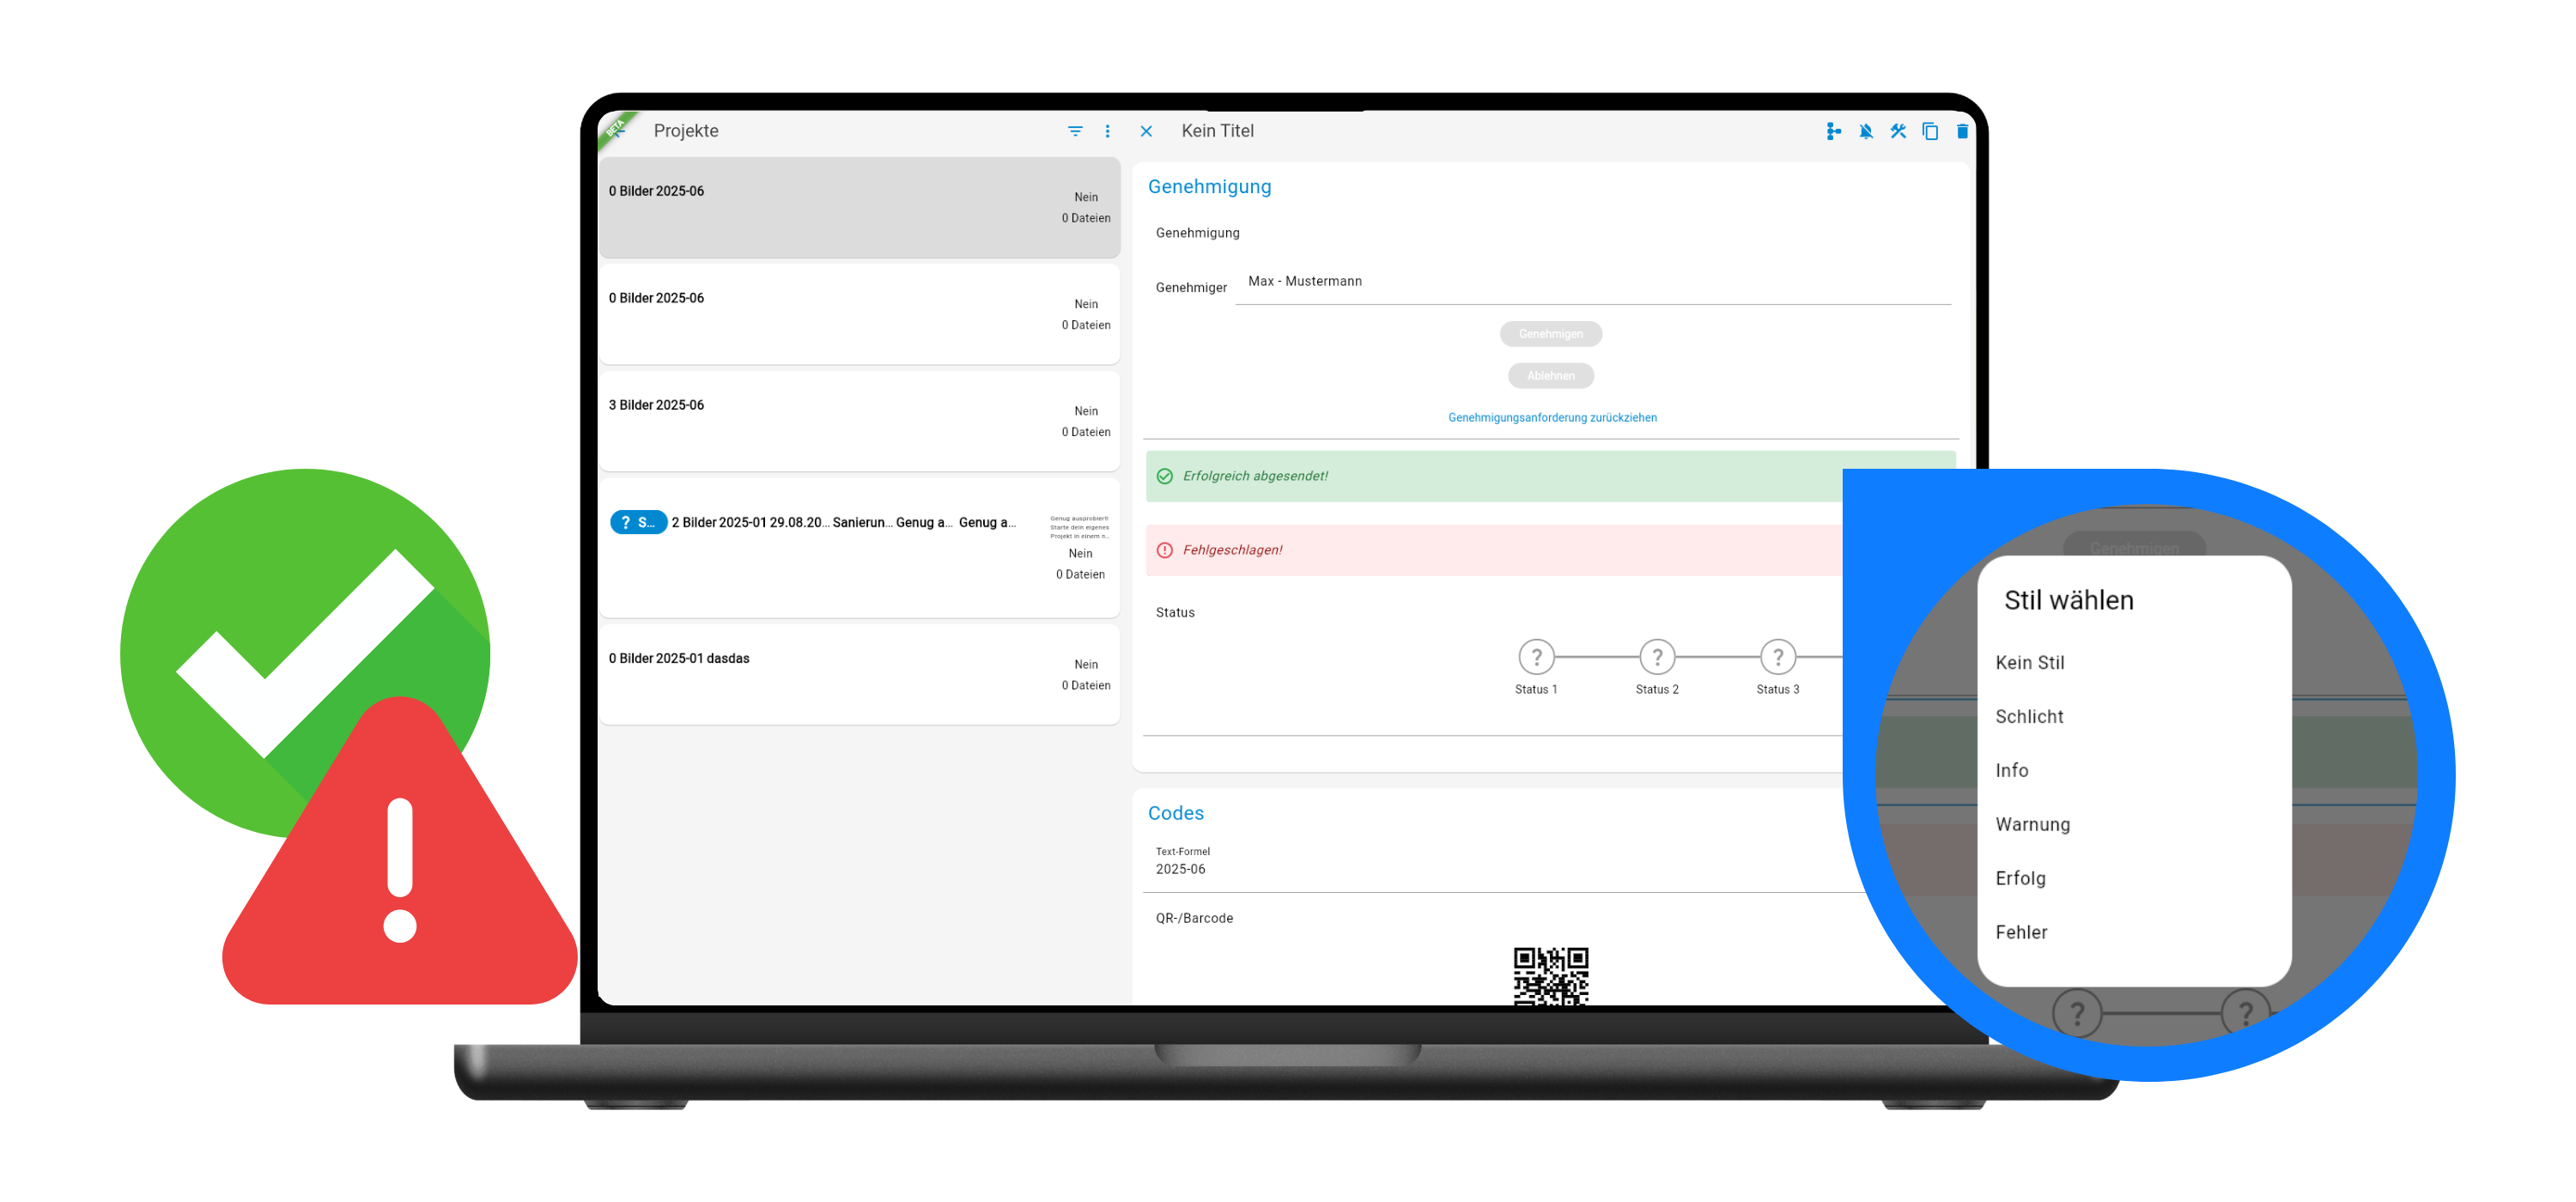 BETA
Projekte
Kein Titel
0 Bilder 2025-06
Nein
0 Dateien
0 Bilder 2025-06
Nein
0 Dateien
3 Bilder 2025-06
Nein
0 Dateien
? S... 2 Bilder 2025-01 29.08.20... Sanierun... Genug a... Genug a...
Genug ausprobiert!
Starte dein eigenes
Projekt in einem n...
Nein
0 Dateien
0 Bilder 2025-01 dasdas
Nein
0 Dateien
Genehmigung
Genehmigung
Genehmiger Max - Mustermann
Genehmigen
Ablehnen
Genehmigungsanforderung zurückziehen
Erfolgreich abgesendet!
Fehlgeschlagen!
Status
? ? ?
Status 1 Status 2 Status 3
Codes
Text-Formel
2025-06
QR-/Barcode
Genehmigen
Stil wählen
Kein Stil
Schlicht
Info
Warnung
Erfolg
Fehler
? ?